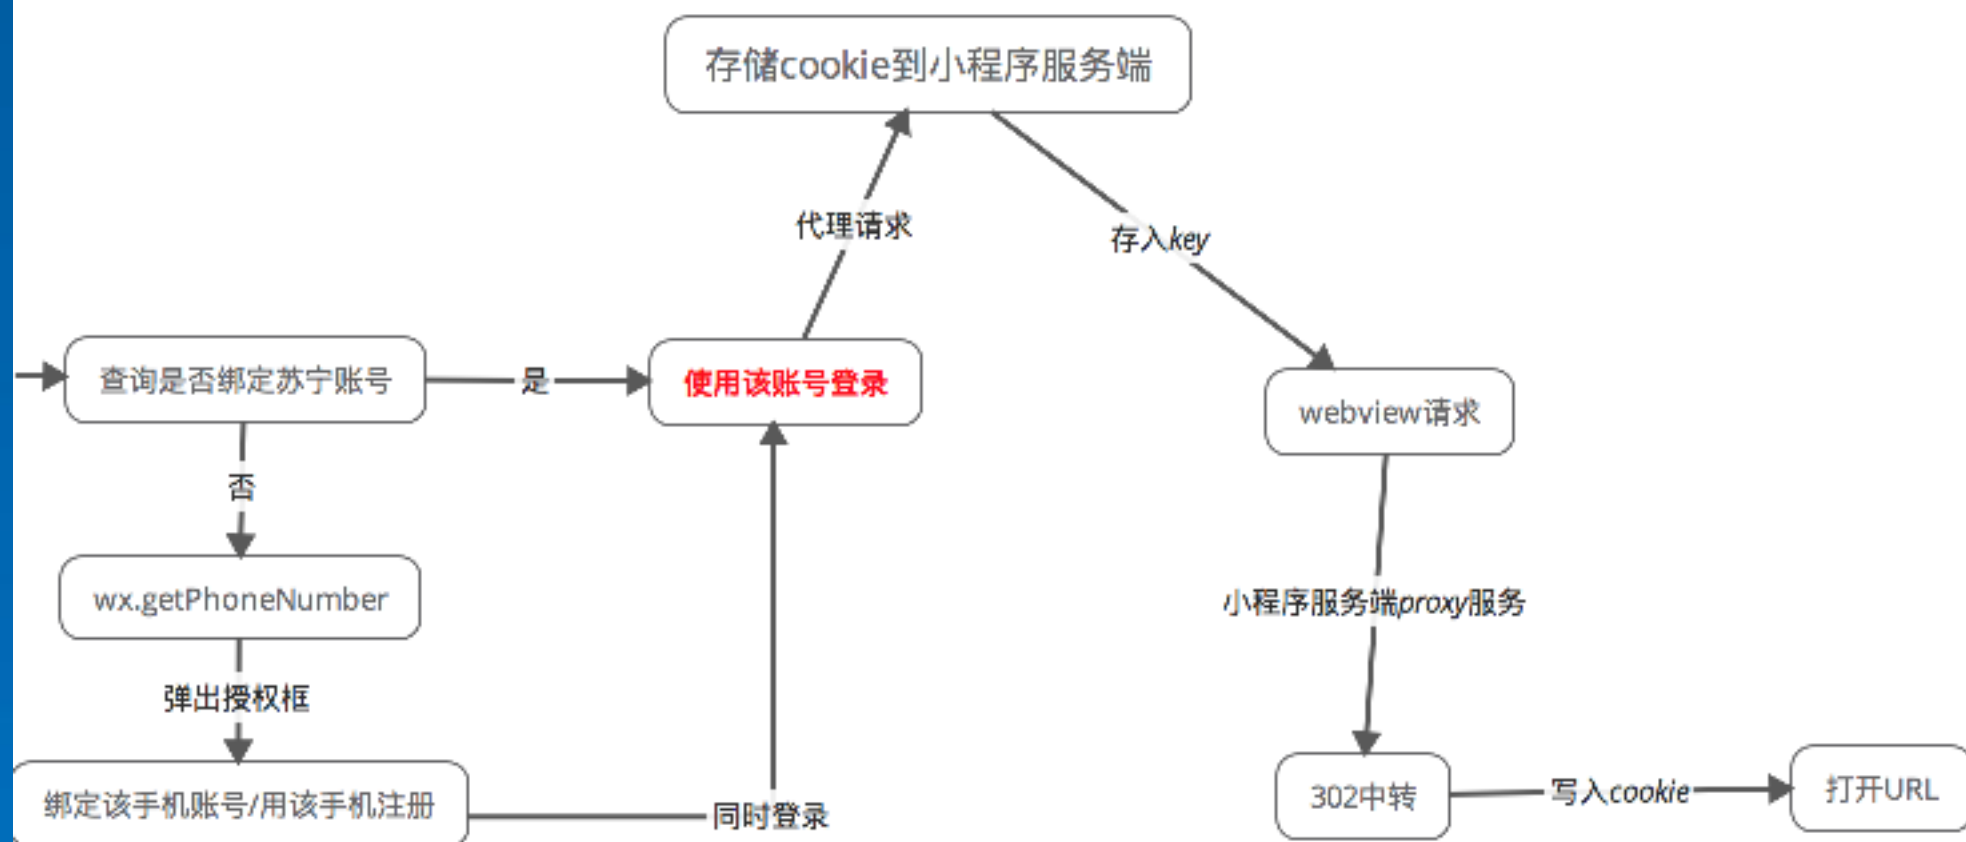 存储cookie到小程序服务端
代理请求
存入key
查询是否绑定苏宁账号
是
使用该账号登录
webview请求
否
wx.getPhoneNumber
小程序服务端proxy服务
弹出授权框
绑定该手机账号/用该手机注册
同时登录
302中转
写入cookie
打开URL